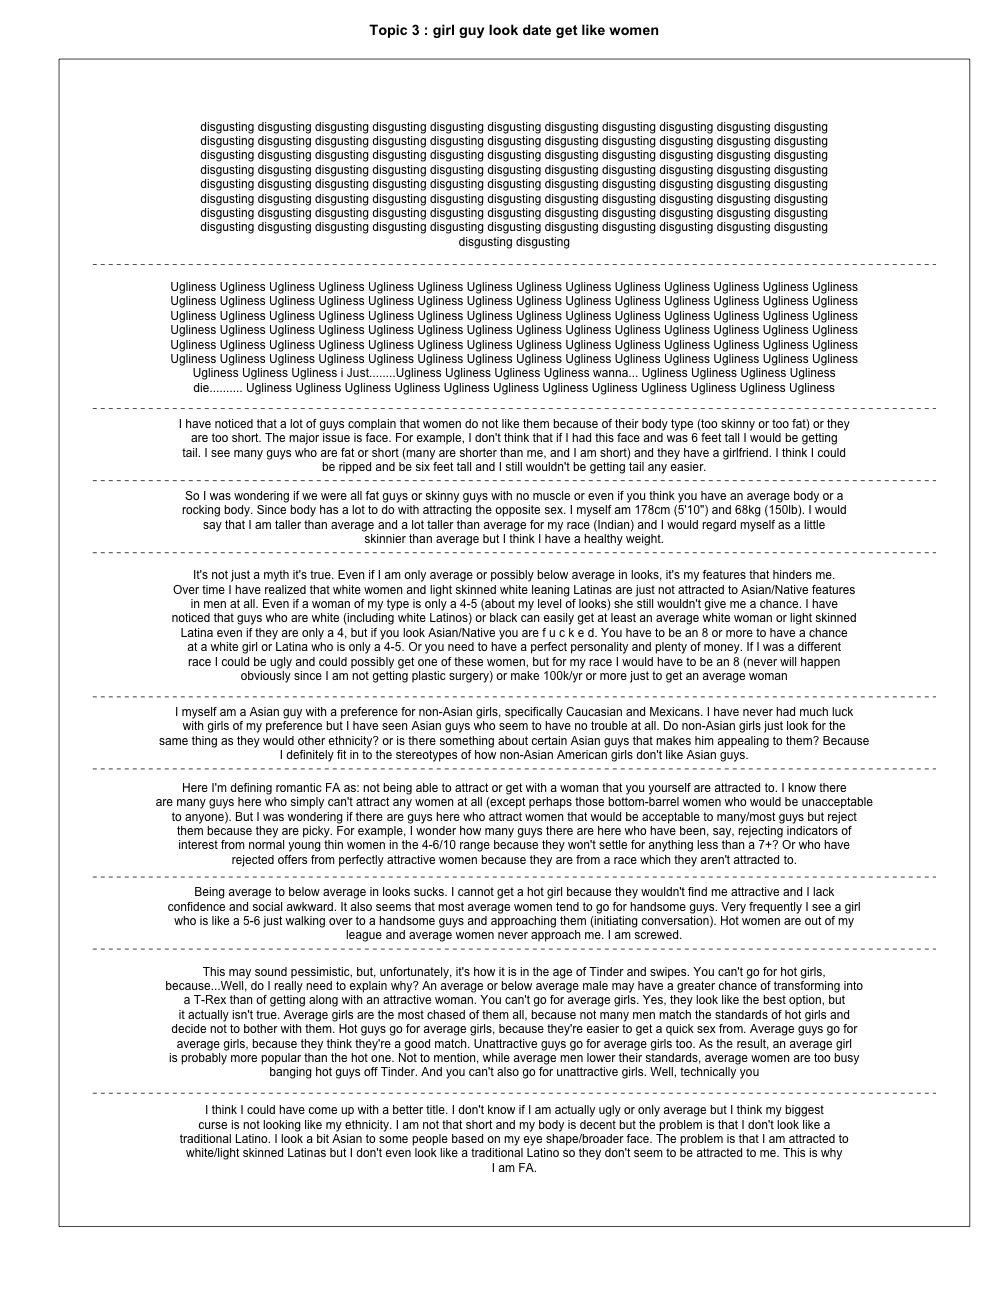 Topic 3 : girl guy look date get like women
disgusting disgusting disgusting disgusting disgusting disgusting disgusting disgusting disgusting disgusting disgusting
disgusting disgusting disgusting disgusting disgusting disgusting disgusting disgusting disgusting disgusting disgusting
disgusting disgusting disgusting disgusting disgusting disgusting disgusting disgusting disgusting disgusting disgusting
disgusting disgusting disgusting disgusting disgusting disgusting disgusting disgusting disgusting disgusting disgusting
disgusting disgusting disgusting disgusting disgusting disgusting disgusting disgusting disgusting disgusting disgusting
disgusting disgusting disgusting disgusting disgusting disgusting disgusting disgusting disgusting disgusting disgusting
disgusting disgusting disgusting disgusting disgusting disgusting disgusting disgusting disgusting disgusting disgusting
disgusting disgusting disgusting disgusting disgusting disgusting disgusting disgusting disgusting disgusting disgusting
disgusting disgusting
Ugliness Ugliness Ugliness Ugliness Ugliness Ugliness Ugliness Ugliness Ugliness Ugliness Ugliness Ugliness Ugliness Ugliness
Ugliness Ugliness Ugliness Ugliness Ugliness Ugliness Ugliness Ugliness Ugliness Ugliness Ugliness Ugliness Ugliness Ugliness
Ugliness Ugliness Ugliness Ugliness Ugliness Ugliness Ugliness Ugliness Ugliness Ugliness Ugliness Ugliness Ugliness Ugliness
Ugliness Ugliness Ugliness Ugliness Ugliness Ugliness Ugliness Ugliness Ugliness Ugliness Ugliness Ugliness Ugliness Ugliness
Ugliness Ugliness Ugliness Ugliness Ugliness Ugliness Ugliness Ugliness Ugliness Ugliness Ugliness Ugliness Ugliness Ugliness
Ugliness Ugliness Ugliness Ugliness Ugliness Ugliness Ugliness Ugliness Ugliness Ugliness Ugliness Ugliness Ugliness Ugliness
Ugliness Ugliness Ugliness i Just........Ugliness Ugliness Ugliness Ugliness wanna... Ugliness Ugliness Ugliness Ugliness
die.......... Ugliness Ugliness Ugliness Ugliness Ugliness Ugliness Ugliness Ugliness Ugliness Ugliness Ugliness Ugliness
I have noticed that a lot of guys complain that women do not like them because of their body type (too skinny or too fat) or they
are too short. The major issue is face. For example, I don't think that if I had this face and was 6 feet tall I would be getting
tail. I see many guys who are fat or short (many are shorter than me, and I am short) and they have a girlfriend. I think I could
be ripped and be six feet tall and I still wouldn't be getting tail any easier.
So I was wondering if we were all fat guys or skinny guys with no muscle or even if you think you have an average body or a
rocking body. Since body has a lot to do with attracting the opposite sex. I myself am 178cm (5'10") and 68kg (150lb). I would
say that I am taller than average and a lot taller than average for my race (Indian) and I would regard myself as a little
skinnier than average but I think I have a healthy weight.
It's not just a myth it's true. Even if I am only average or possibly below average in looks, it's my features that hinders me.
Over time I have realized that white women and light skinned white leaning Latinas are just not attracted to Asian/Native features
in men at all. Even if a woman of my type is only a 4-5 (about my level of looks) she still wouldn't give me a chance. I have
noticed that guys who are white (including white Latinos) or black can easily get at least an average white woman or light skinned
Latina even if they are only a 4, but if you look Asian/Native you are f u c k e d. You have to be an 8 or more to have a chance
at a white girl or Latina who is only a 4-5. Or you need to have a perfect personality and plenty of money. If I was a different
race I could be ugly and could possibly get one of these women, but for my race I would have to be an 8 (never will happen
obviously since I am not getting plastic surgery) or make 100k/yr or more just to get an average woman
I myself am a Asian guy with a preference for non-Asian girls, specifically Caucasian and Mexicans. I have never had much luck
with girls of my preference but I have seen Asian guys who seem to have no trouble at all. Do non-Asian girls just look for the
same thing as they would other ethnicity? or is there something about certain Asian guys that makes him appealing to them? Because
I definitely fit in to the stereotypes of how non-Asian American girls don't like Asian guys.
Here I'm defining romantic FA as: not being able to attract or get with a woman that you yourself are attracted to. I know there
are many guys here who simply can't attract any women at all (except perhaps those bottom-barrel women who would be unacceptable
to anyone). But I was wondering if there are guys here who attract women that would be acceptable to many/most guys but reject
them because they are picky. For example, I wonder how many guys there are here who have been, say, rejecting indicators of
interest from normal young thin women in the 4-6/10 range because they won't settle for anything less than a 7+? Or who have
rejected offers from perfectly attractive women because they are from a race which they aren't attracted to.
Being average to below average in looks sucks. I cannot get a hot girl because they wouldn't find me attractive and I lack
confidence and social awkward. It also seems that most average women tend to go for handsome guys. Very frequently I see a girl
who is like a 5-6 just walking over to a handsome guys and approaching them (initiating conversation). Hot women are out of my
league and average women never approach me. I am screwed.
This may sound pessimistic, but, unfortunately, it's how it is in the age of Tinder and swipes. You can't go for hot girls,
because...Well, do I really need to explain why? An average or below average male may have a greater chance of transforming into
a T-Rex than of getting along with an attractive woman. You can't go for average girls. Yes, they look like the best option, but
it actually isn't true. Average girls are the most chased of them all, because not many men match the standards of hot girls and
decide not to bother with them. Hot guys go for average girls, because they're easier to get a quick sex from. Average guys go for
average girls, because they think they're a good match. Unattractive guys go for average girls too. As the result, an average girl
is probably more popular than the hot one. Not to mention, while average men lower their standards, average women are too busy
banging hot guys off Tinder. And you can't also go for unattractive girls. Well, technically you
I think I could have come up with a better title. I don't know if I am actually ugly or only average but I think my biggest
curse is not looking like my ethnicity. I am not that short and my body is decent but the problem is that I don't look like a
traditional Latino. I look a bit Asian to some people based on my eye shape/broader face. The problem is that I am attracted to
white/light skinned Latinas but I don't even look like a traditional Latino so they don't seem to be attracted to me. This is why
I am FA.